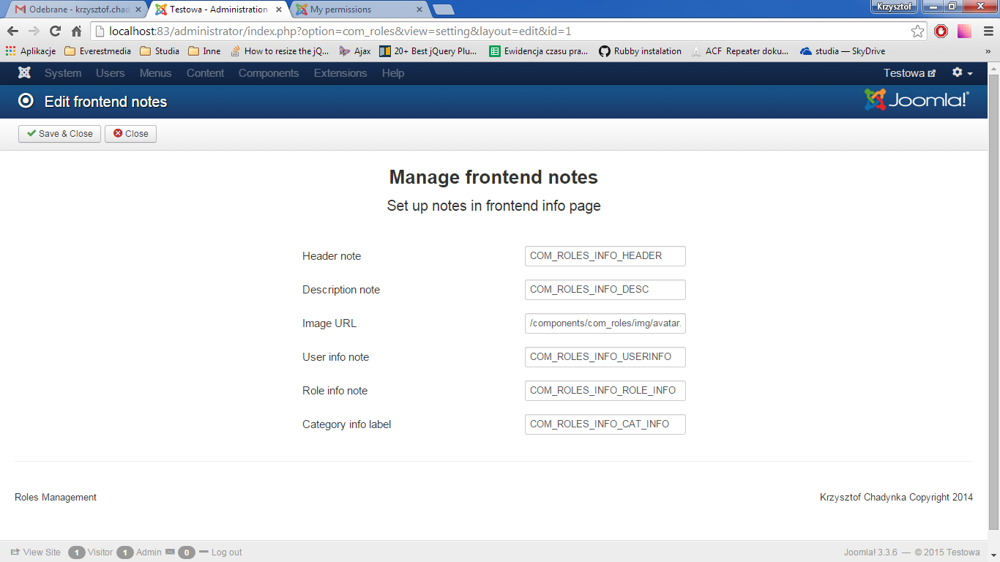 Odebrane - krzysztof.chad
Testowa - Administration
My permissions
Krzysztof
localhost:83/administrator/index.php?option=com_roles&view=setting&layout=edit&id=1
Aplikacje Everestmedia Studia Inne How to resize the jQ... Ajax 20+ Best jQuery Plu... Ewidencja czasu pra... Rubby instalation ACF Repeater doku... studia — SkyDrive »
System Users Menus Content Components Extensions Help Testowa
Edit frontend notes Joomla!®
Save & Close Close
Manage frontend notes
Set up notes in frontend info page
Header note COM_ROLES_INFO_HEADER
Description note COM_ROLES_INFO_DESC
Image URL /components/com_roles/img/avatar.
User info note COM_ROLES_INFO_USERINFO
Role info note COM_ROLES_INFO_ROLE_INFO
Category info label COM_ROLES_INFO_CAT_INFO
Roles Management Krzysztof Chadynka Copyright 2014
View Site 1 Visitor 1 Admin 0 Log out Joomla! 3.3.6 — © 2015 Testowa